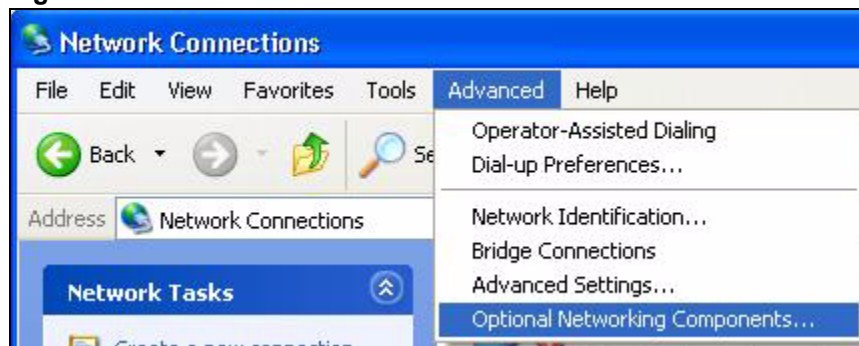 Network Connections
File Edit View Favorites Tools Advanced Help
Back
Operator-Assisted Dialing
Dial-up Preferences...
Address Network Connections
Network Identification...
Bridge Connections
Advanced Settings...
Optional Networking Components...
Network Tasks